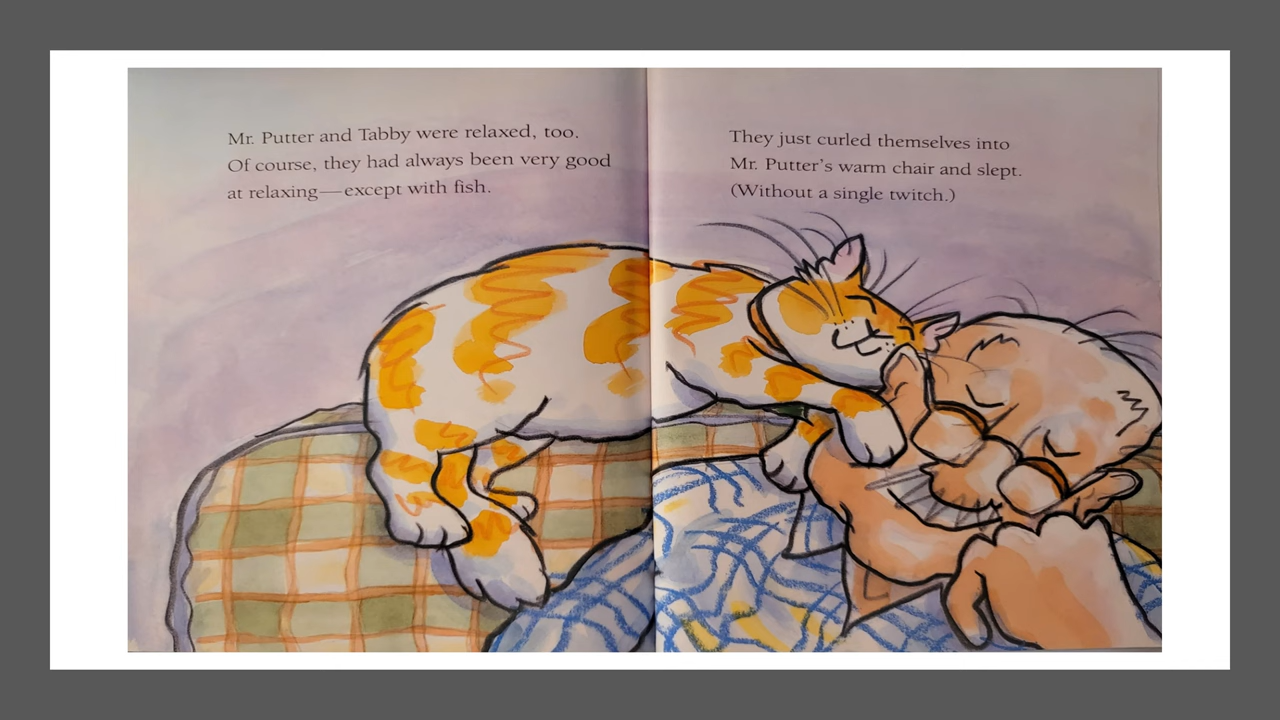 Mr. Putter and Tabby were relaxed, too.
Of course, they had always been very good
at relaxing—except with fish.
They just curled themselves into
Mr. Putter's warm chair and slept.
(Without a single twitch.)